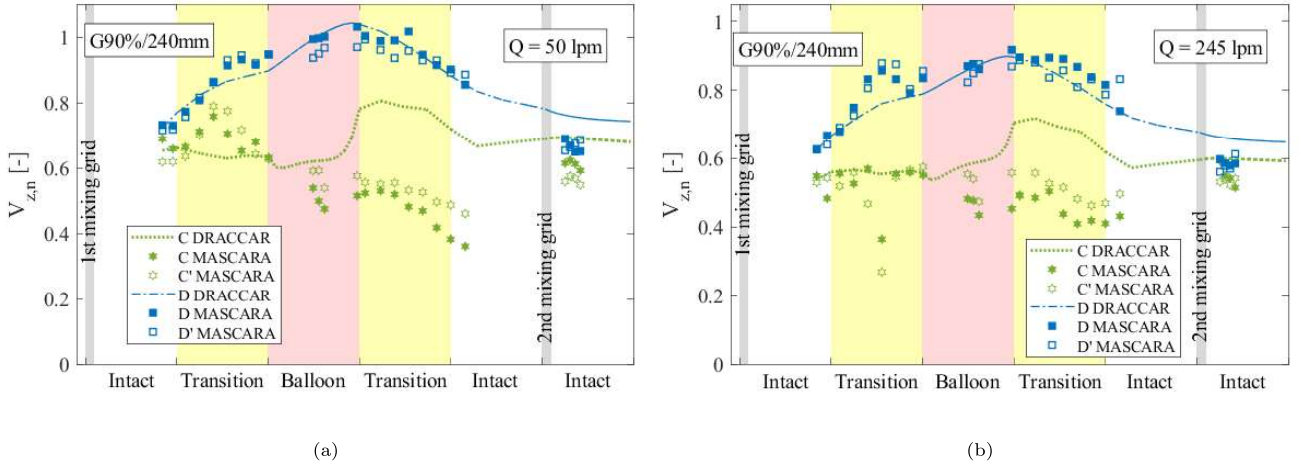 G90%/240mm
Q = 50 lpm
V_{z,n} [-]
1
0.8
0.6
0.4
0.2
0
1st mixing grid
2nd mixing grid
C DRACCAR
C MASCARA
C' MASCARA
D DRACCAR
D MASCARA
D' MASCARA
Intact Transition Balloon Transition Intact Intact
(a)
G90%/240mm
Q = 245 lpm
V_{z,n} [-]
1
0.8
0.6
0.4
0.2
0
1st mixing grid
2nd mixing grid
C DRACCAR
C MASCARA
C' MASCARA
D DRACCAR
D MASCARA
D' MASCARA
Intact Transition Balloon Transition Intact Intact
(b)